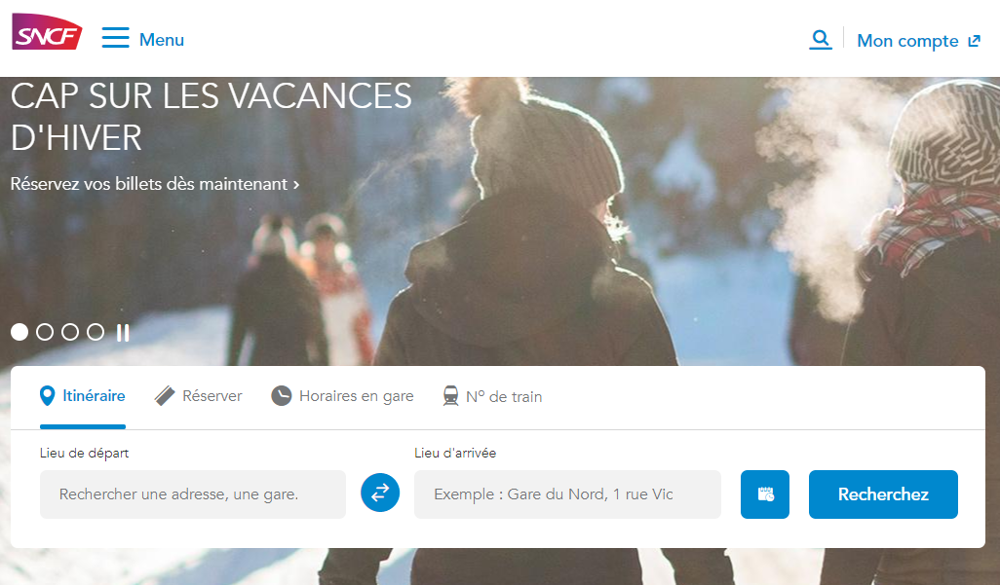 SNCF
Menu
Mon compte
CAP SUR LES VACANCES
D'HIVER
Réservez vos billets dès maintenant
Itinéraire
Réserver
Horaires en gare
Nº de train
Lieu de départ
Lieu d'arrivée
Rechercher une adresse, une gare.
Exemple : Gare du Nord, 1 rue Vic
Recherchez